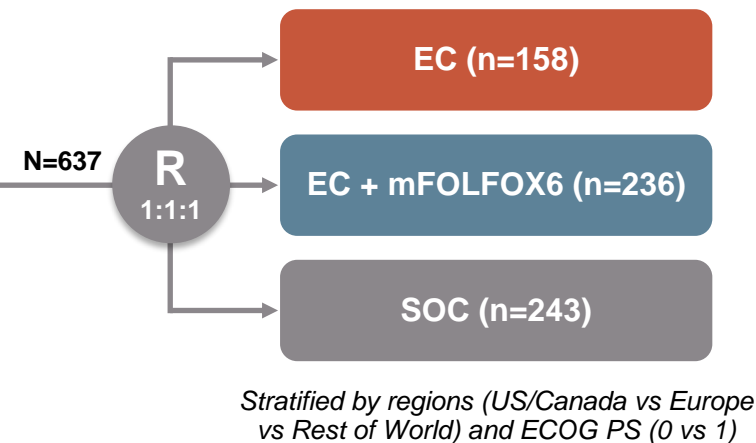 EC (n=158)
N=637
R
1:1:1
EC + mFOLFOX6 (n=236)
SOC (n=243)
Stratified by regions (US/Canada vs Europe
vs Rest of World) and ECOG PS (0 vs 1)